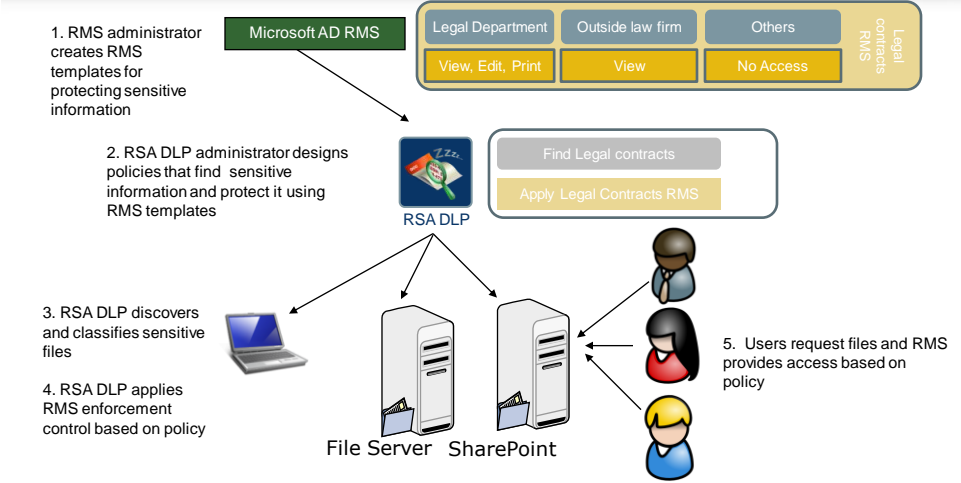 1. RMS administrator
creates RMS
templates for
protecting sensitive
information
Microsoft AD RMS
Legal Department
Outside law firm
Others
View, Edit, Print
View
No Access
Legal
contracts
RMS
2. RSA DLP administrator designs
policies that find sensitive
information and protect it using
RMS templates
ZZZz
RSA DLP
Find Legal contracts
Apply Legal Contracts RMS
3. RSA DLP discovers
and classifies sensitive
files
4. RSA DLP applies
RMS enforcement
control based on policy
File Server
SharePoint
5. Users request files and RMS
provides access based on
policy